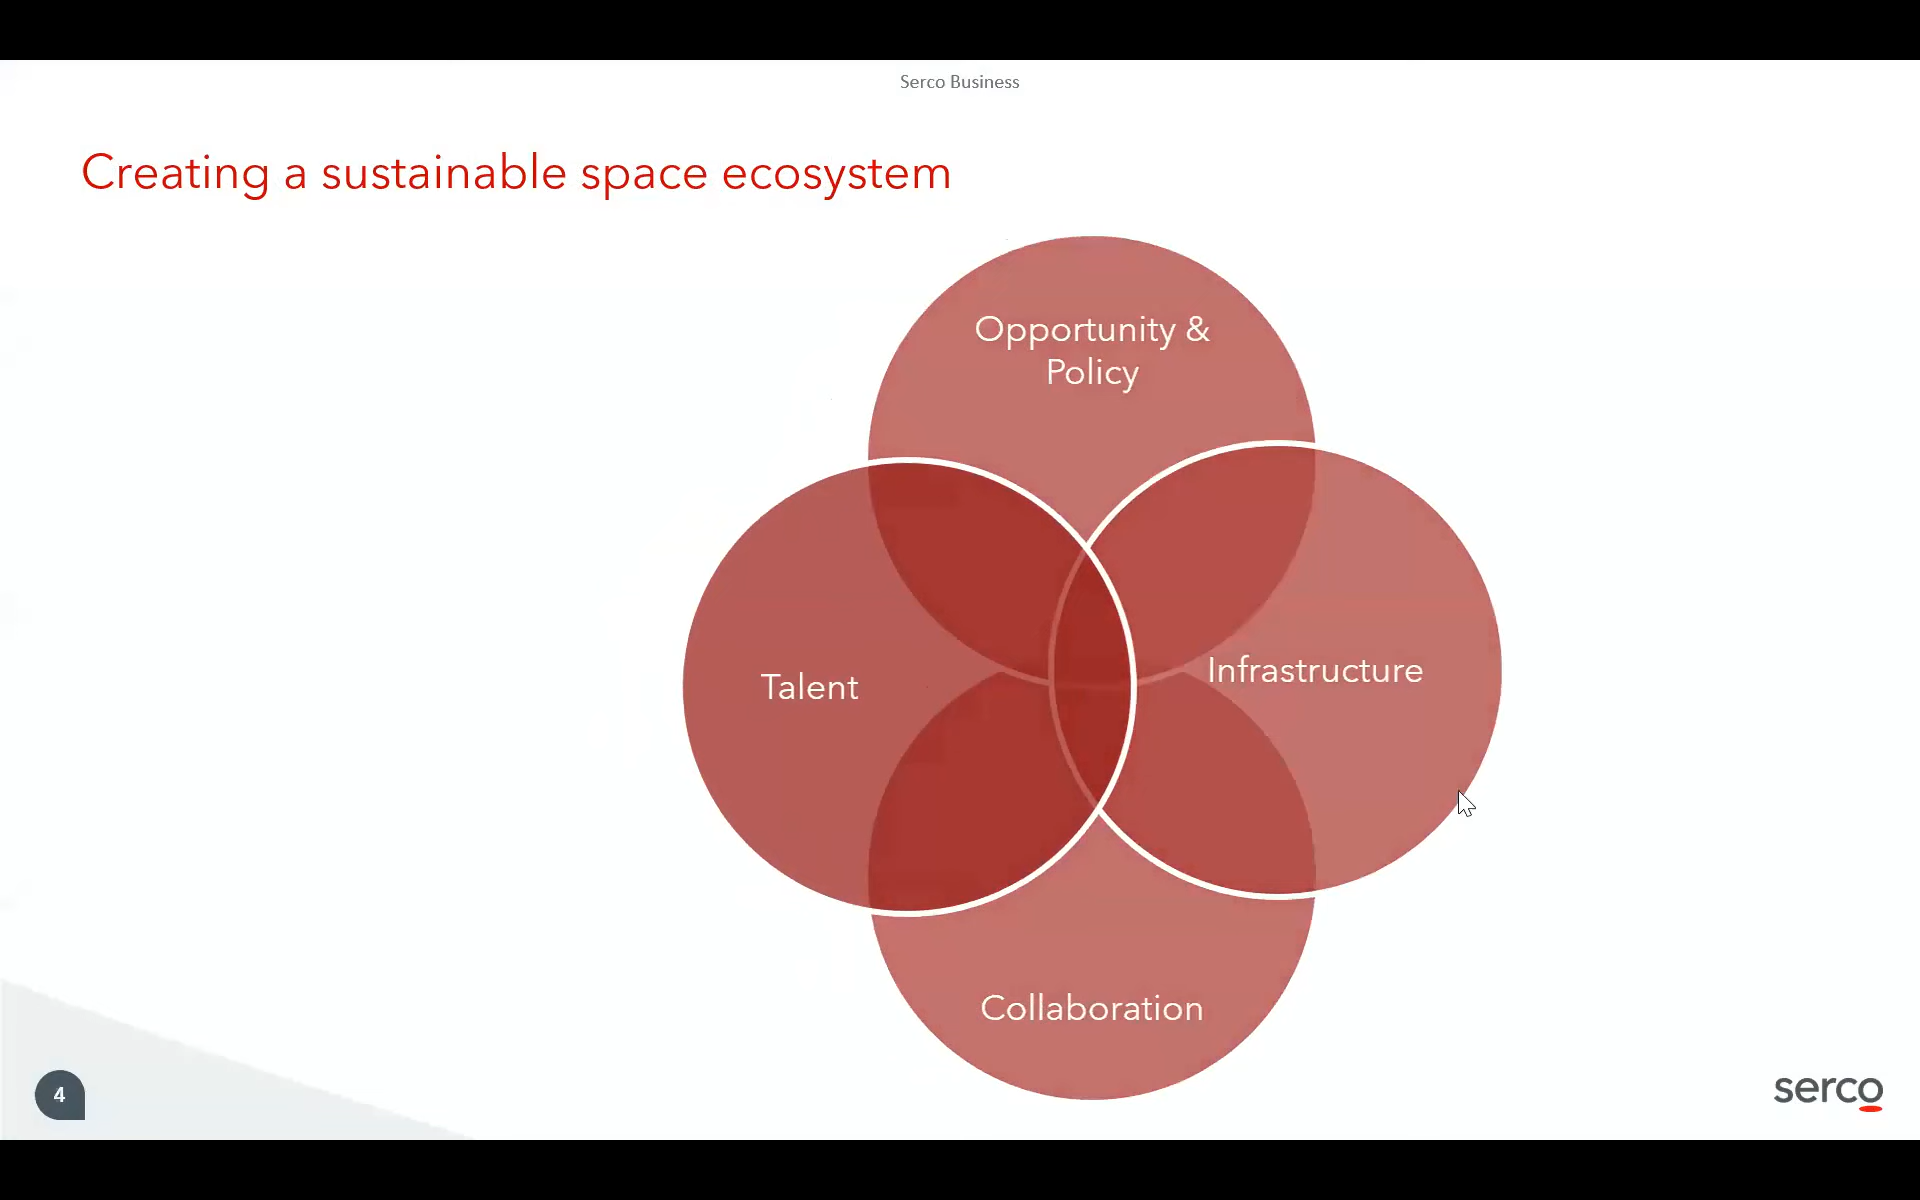 Serco Business
Creating a sustainable space ecosystem
Opportunity &
Policy
Talent
Infrastructure
Collaboration
4
serco